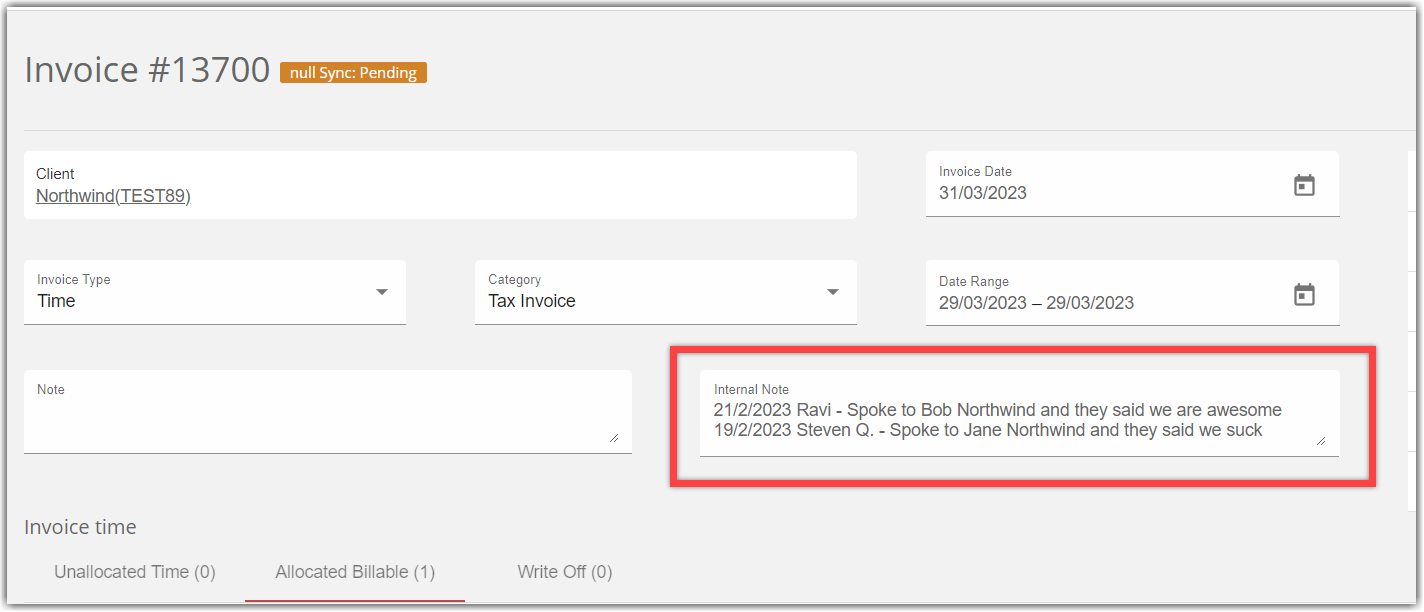 Invoice #13700 null Sync: Pending
Client
Northwind(TEST89)
Invoice Date
31/03/2023
Invoice Type
Time
Category
Tax Invoice
Date Range
29/03/2023 – 29/03/2023
Note
Internal Note
21/2/2023 Ravi - Spoke to Bob Northwind and they said we are awesome
19/2/2023 Steven Q. - Spoke to Jane Northwind and they said we suck
Invoice time
Unallocated Time (0) Allocated Billable (1) Write Off (0)